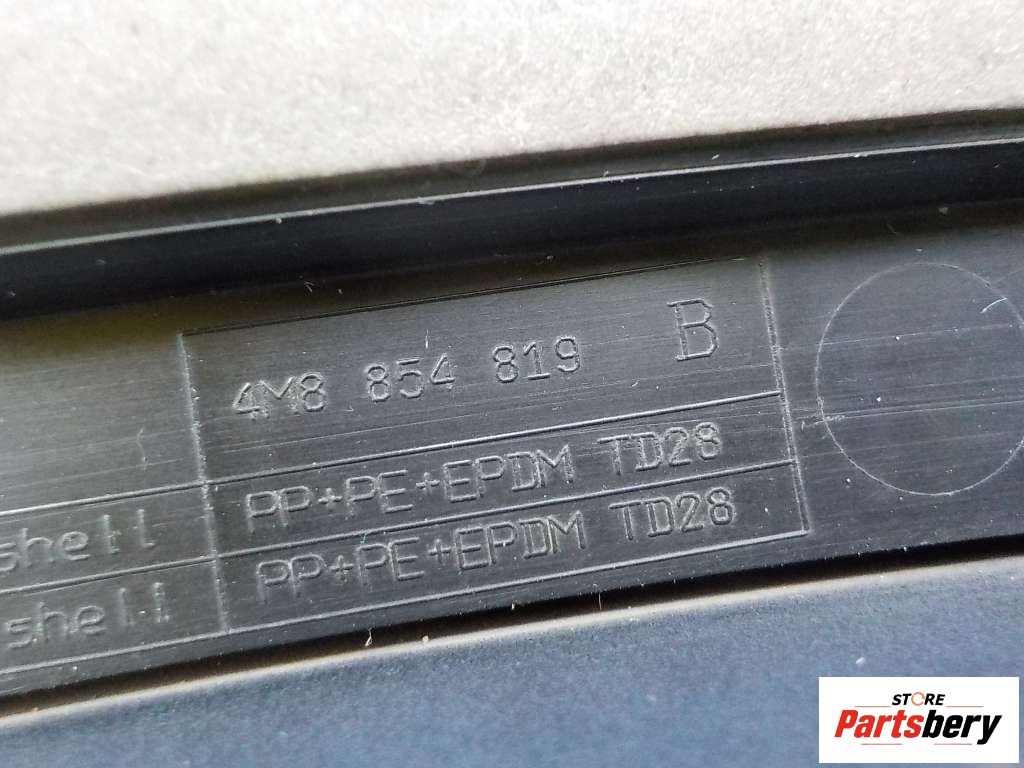 4M8 854 819 B
PP+PE+EPDM TD28
shell
PP+PE+EPDM TD28
shell
STORE
Partsbery